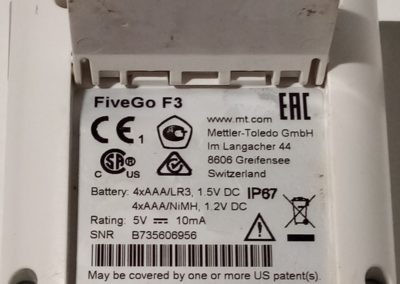 FiveGo F3
EAC
CE 1
www.mt.com
Mettler-Toledo GmbH
Im Langacher 44
8606 Greifensee
Switzerland
C US
Battery: 4xAAA/LR3, 1.5V DC IP67
4xAAA/NiMH, 1.2V DC
Rating: 5V 10mA
SNR B735606956
May be covered by one or more US patent(s).